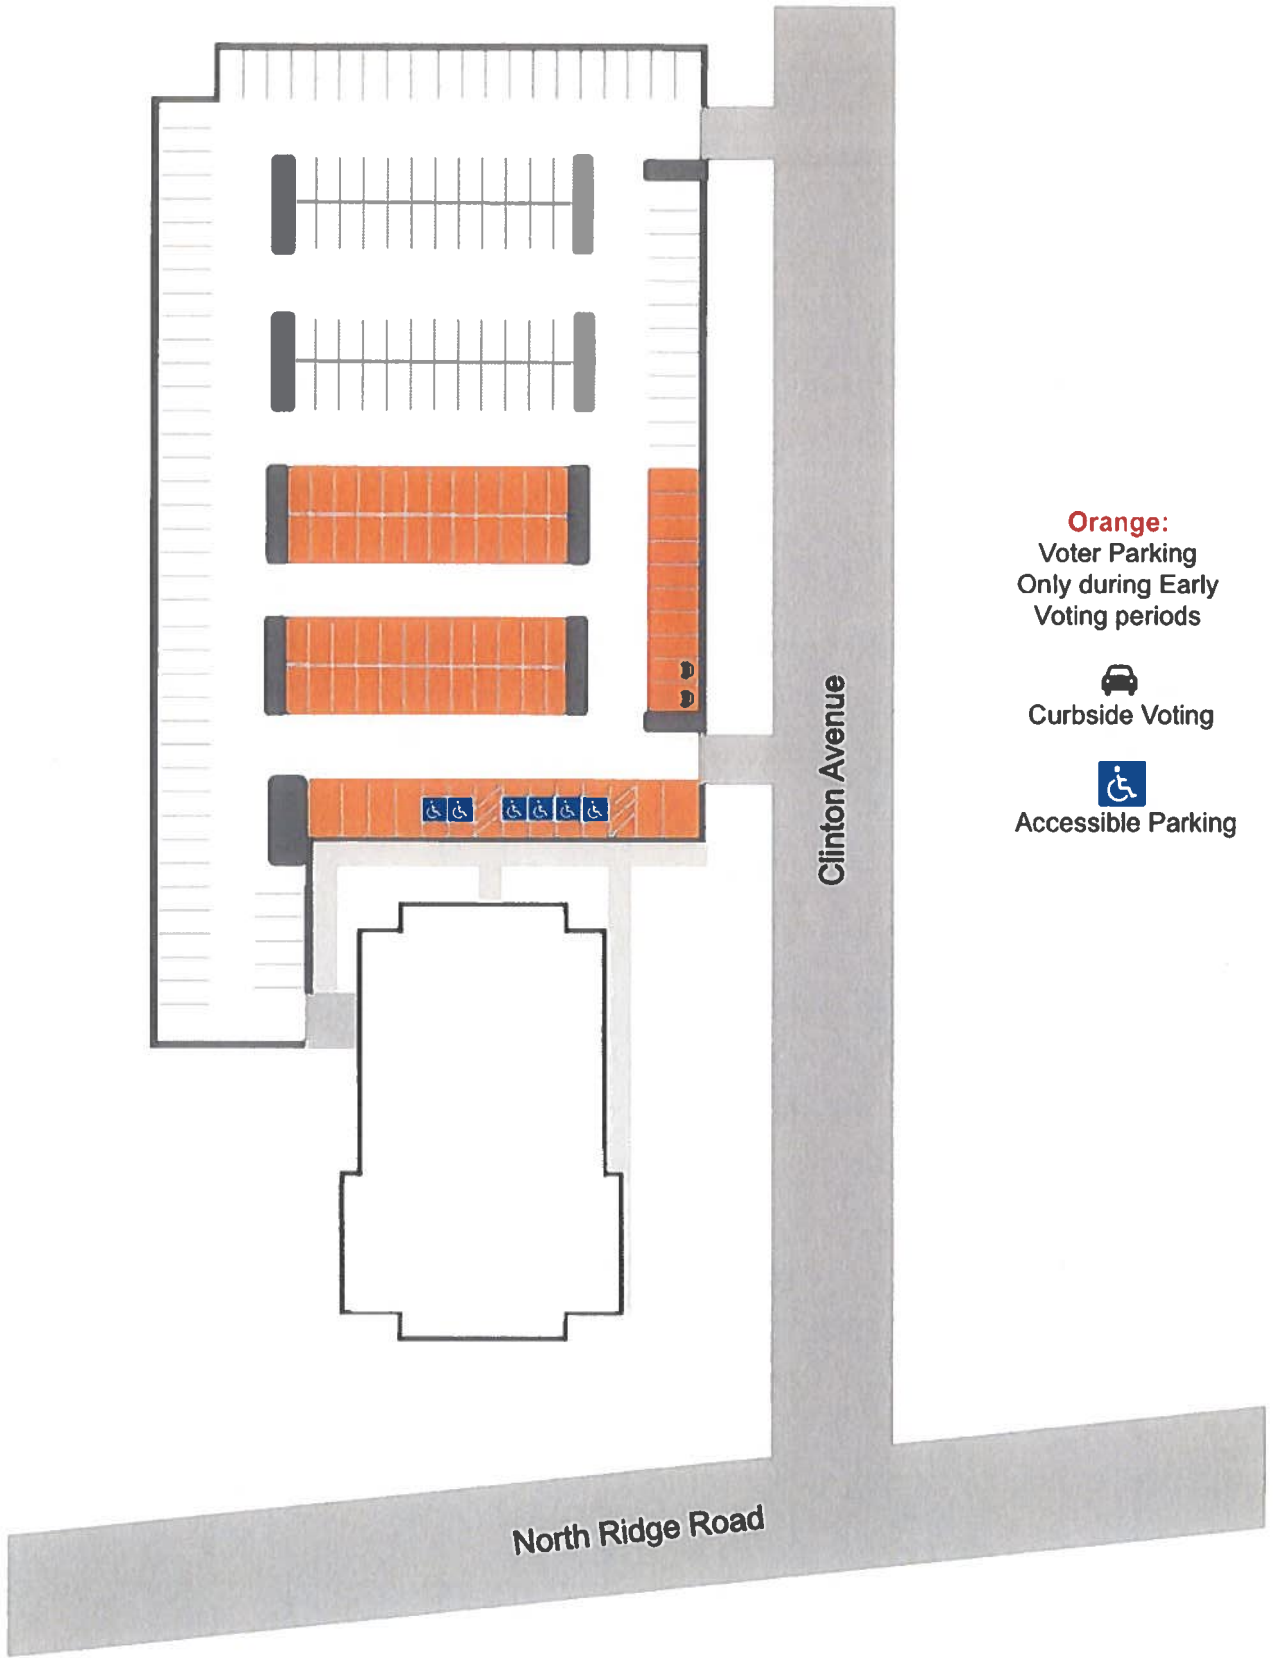 Orange:
Voter Parking
Only during Early
Voting periods
Curbside Voting
Accessible Parking
Clinton Avenue
North Ridge Road